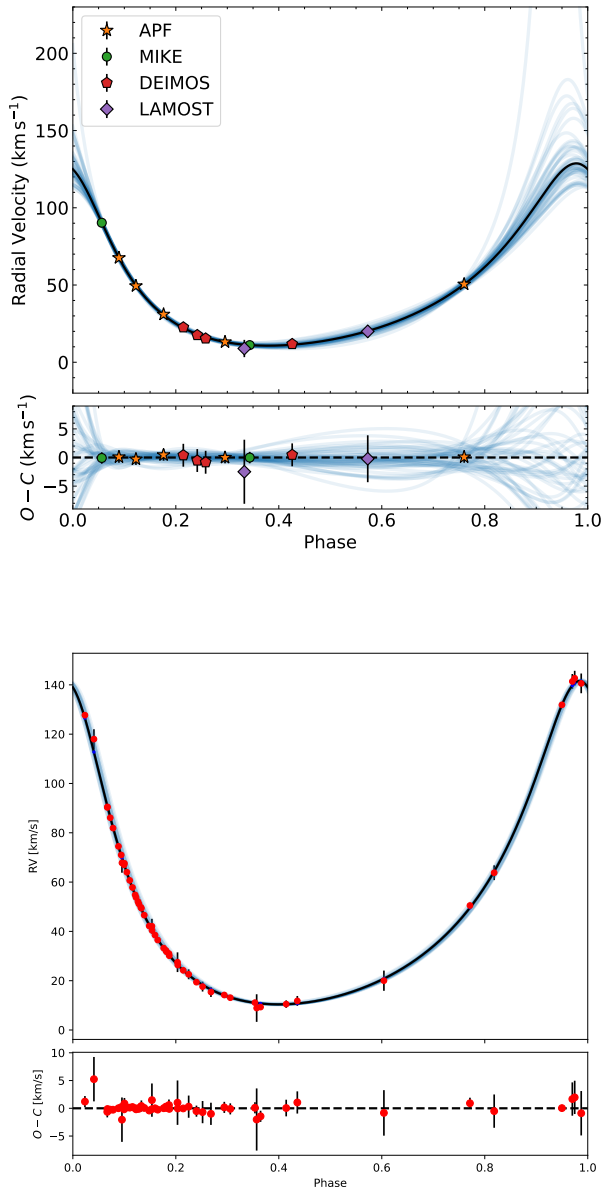 APF
MIKE
DEIMOS
LAMOST
Radial Velocity (km s⁻¹)
200
150
100
50
0
O − C (km s⁻¹)
5
0
−5
0.0 0.2 0.4 0.6 0.8 1.0
Phase
RV [km/s]
140
120
100
80
60
40
20
0
O − C [km/s]
10
5
0
−5
0.0 0.2 0.4 0.6 0.8 1.0
Phase